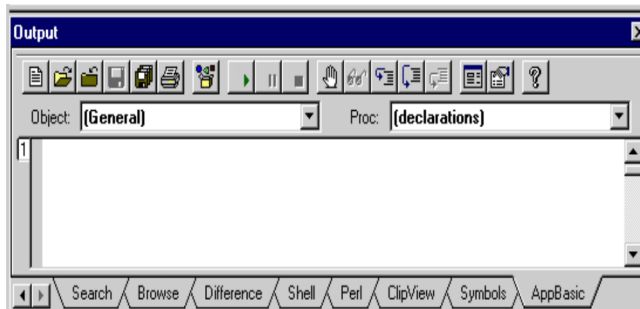 Output
Object: (General) Proc: (declarations)
1
Search Browse Difference Shell Perl ClipView Symbols AppBasic